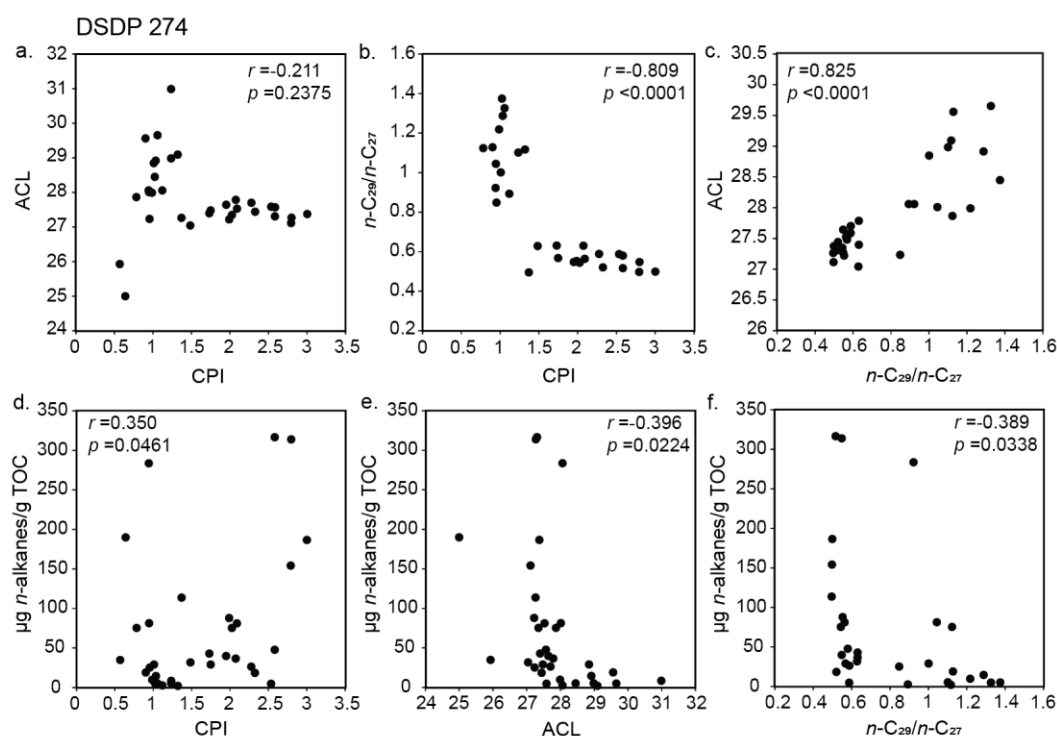 DSDP 274
a.
r =-0.211
p =0.2375
ACL
32
31
30
29
28
27
26
25
24
0 0.5 1 1.5 2 2.5 3 3.5
CPI
b.
r =-0.809
p <0.0001
n-C29/n-C27
1.6
1.4
1.2
1
0.8
0.6
0.4
0.2
0 0.5 1 1.5 2 2.5 3 3.5
CPI
c.
r =0.825
p <0.0001
ACL
30.5
30
29.5
29
28.5
28
27.5
27
26.5
26
0.2 0.4 0.6 0.8 1 1.2 1.4 1.6
n-C29/n-C27
d.
r =0.350
p =0.0461
µg n-alkanes/g TOC
350
300
250
200
150
100
50
0
0 0.5 1 1.5 2 2.5 3 3.5
CPI
e.
r =-0.396
p =0.0224
µg n-alkanes/g TOC
350
300
250
200
150
100
50
0
24 25 26 27 28 29 30 31 32
ACL
f.
r =-0.389
p =0.0338
µg n-alkanes/g TOC
350
300
250
200
150
100
50
0
0.2 0.4 0.6 0.8 1 1.2 1.4 1.6
n-C29/n-C27